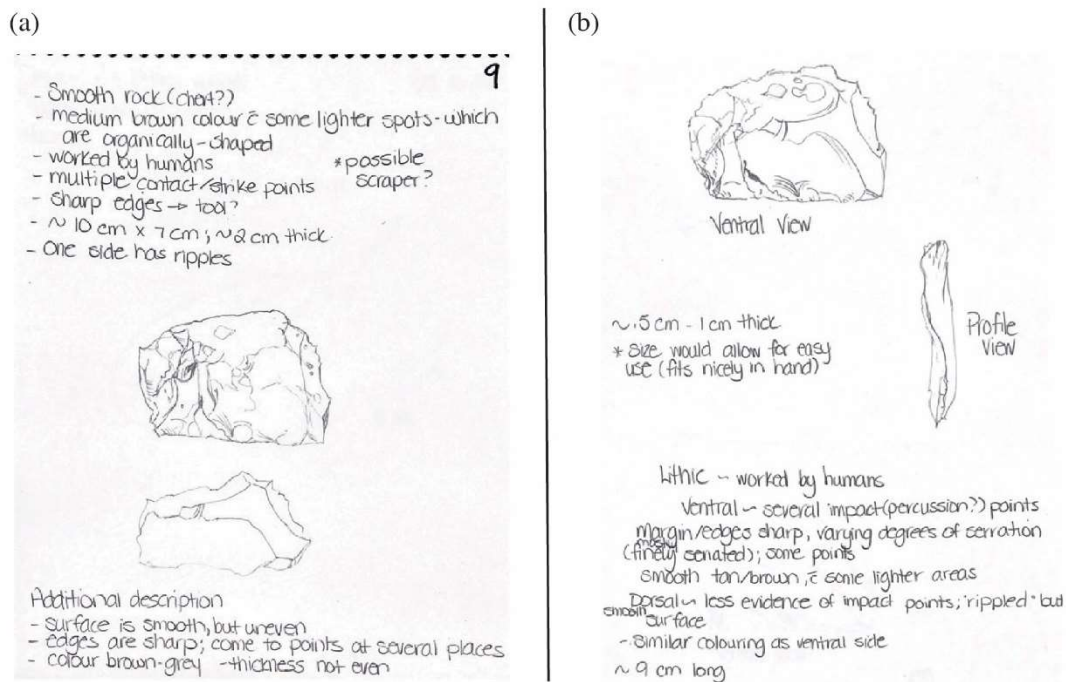 (a)
9
- Smooth rock (chert?)
- medium brown colour c̄ some lighter spots - which
are organically-shaped
- worked by humans
* possible
scraper?
- multiple contact/strike points
- sharp edges → tool?
- ~ 10 cm x 7 cm ; ~2 cm thick
- One side has ripples
Additional description
- surface is smooth, but uneven
- edges are sharp; come to points at several places
- colour brown-grey - thickness not even
(b)
Ventral View
Profile
View
~ .5 cm - 1 cm thick
* Size would allow for easy
use (fits nicely in hand)
Lithic ~ worked by humans
Ventral ~ several impact (percussion?) points
Margin/edges sharp, varying degrees of serration
(mostly finely serrated); some points
smooth tan/brown, c̄ some lighter areas
Dorsal ~ less evidence of impact points; "rippled" but
smooth surface
- Similar colouring as ventral side
~ 9 cm long